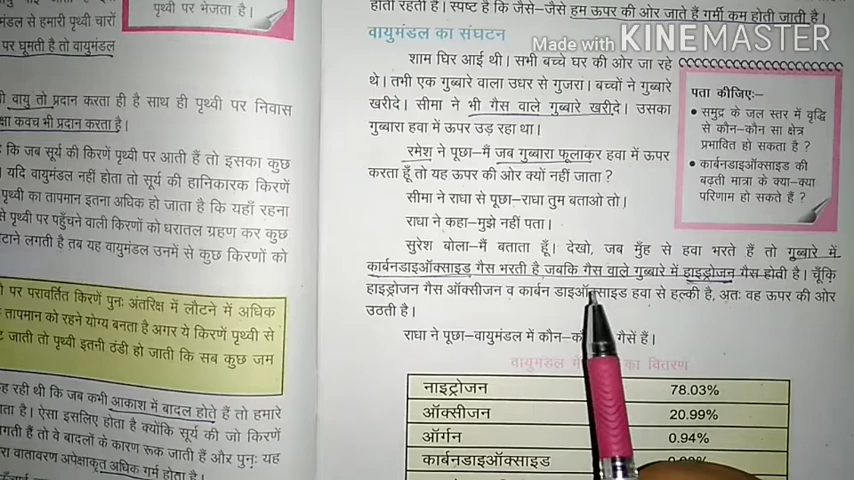 पृथ्वी पर भेजता है।
से हमारी पृथ्वी चारों
पर घूमती है तो वायुमंडल
वायु तो प्रदान करता ही है साथ ही पृथ्वी पर निवास
कवच भी प्रदान करता है।
है कि जब सूर्य की किरणें पृथ्वी पर आती हैं तो इसका कुछ
यदि वायुमंडल नहीं होता तो सूर्य की हानिकारक किरणें
पृथ्वी का तापमान इतना अधिक हो जाता है कि यहाँ रहना
से पृथ्वी पर पहुँचने वाली किरणों को धरातल ग्रहण कर कुछ
लगती है तब यह वायुमंडल उनमें से कुछ किरणों को
पर परावर्तित किरणें पुनः अंतरिक्ष में लौटने में अधिक
तापमान को रहने योग्य बनाता है अगर ये किरणें पृथ्वी से
जाती तो पृथ्वी इतनी ठंडी हो जाती कि सब कुछ जम
रही थी कि जब कभी आकाश में बादल होते हैं तो हमारे
है। ऐसा इसलिए होता है क्योंकि सूर्य की जो किरणें
हैं तो वे बादलों के कारण रूक जाती हैं और पुनः यह
वातावरण अपेक्षाकृत अधिक गर्म होता है।
होता रहती है। स्पष्ट है कि जैसे–जैसे हम ऊपर की ओर जाते हैं गर्मी कम होती जाती है।
वायुमंडल का संघटन
Made with KINEMASTER
शाम घिर आई थी। सभी बच्चे घर की ओर जा रहे
थे। तभी एक गुब्बारे वाला उधर से गुजरा। बच्चों ने गुब्बारे
खरीदे। सीमा ने भी गैस वाले गुब्बारे खरीदे। उसका
गुब्बारा हवा में ऊपर उड़ रहा था।
रमेश ने पूछा–मैं जब गुब्बारा फूलाकर हवा में ऊपर
करता हूँ तो यह ऊपर की ओर क्यों नहीं जाता ?
सीमा ने राधा से पूछा–राधा तुम बताओ तो।
राधा ने कहा–मुझे नहीं पता।
पता कीजिए:–
• समुद्र के जल स्तर में वृद्धि
से कौन–कौन सा क्षेत्र
प्रभावित हो सकता है ?
• कार्बनडाइऑक्साइड की
बढ़ती मात्रा के क्या–क्या
परिणाम हो सकते हैं ?
सुरेश बोला–मैं बताता हूँ। देखो, जब मुँह से हवा भरते हैं तो गुब्बारे में
कार्बनडाइऑक्साइड गैस भरती है जबकि गैस वाले गुब्बारे में हाइड्रोजन गैस होती है। चूँकि
हाइड्रोजन गैस ऑक्सीजन व कार्बन डाइऑक्साइड हवा से हल्की है, अतः वह ऊपर की ओर
उठती है।
राधा ने पूछा–वायुमंडल में गैसें हैं।
वायुमंडल में का वितरण
नाइट्रोजन 78.03%
ऑक्सीजन 20.99%
ऑर्गन 0.94%
कार्बनडाइऑक्साइड